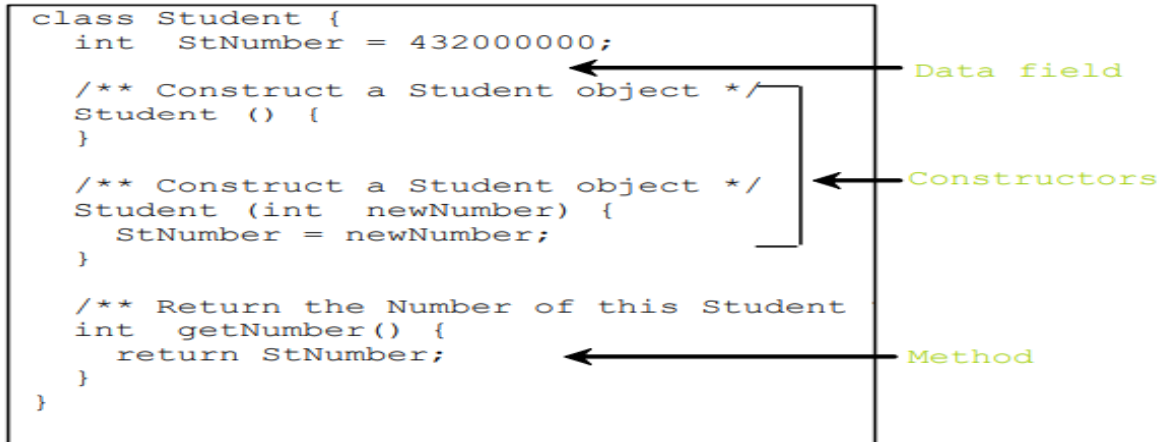 class Student {
int StNumber = 432000000;
Data field
/** Construct a Student object */
Student () {
}
/** Construct a Student object */
Constructors
Student (int newNumber) {
StNumber = newNumber;
}
/** Return the Number of this Student
int getNumber() {
return StNumber;
Method
}
}